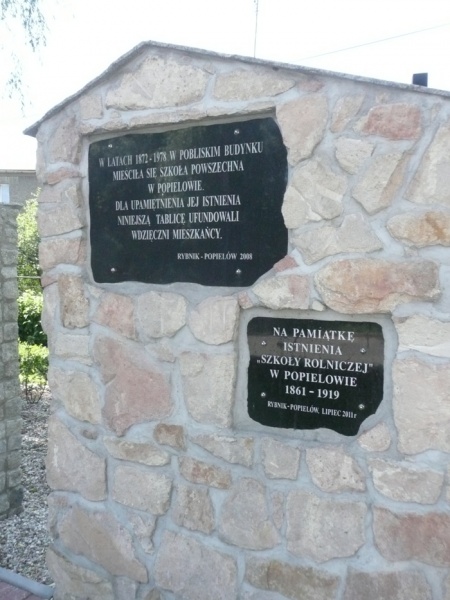 W LATACH 1872-1978 W POBLISKIM BUDYNKU
MIEŚCIŁA SIĘ SZKOŁA POWSZECHNA
W POPIELOWIE.
DLA UPAMIĘTNIENIA JEJ ISTNIENIA
NINIEJSZĄ TABLICĘ UFUNDOWALI
WDZIĘCZNI MIESZKAŃCY.
RYBNIK - POPIELÓW 2008
NA PAMIĄTKĘ
ISTNIENIA
„SZKOŁY ROLNICZEJ"
W POPIELOWIE
1861 - 1919
RYBNIK-POPIELÓW, LIPIEC 2011 r